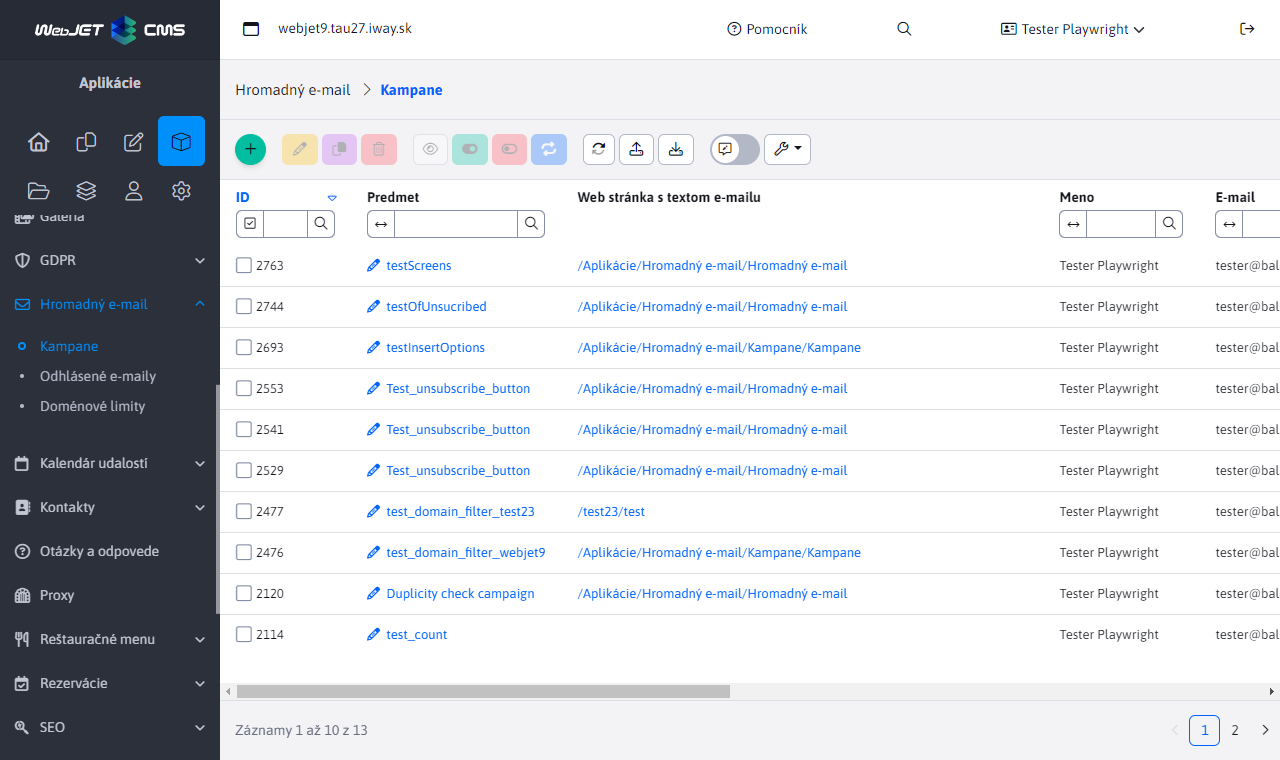 WebJET CMS
webjet9.tau27.iway.sk
Pomocník
Tester Playwright
Aplikácie
Hromadný e-mail
Kampane
Galéria
GDPR
Hromadný e-mail
Kampane
Odhlásené e-maily
Doménové limity
Kalendár udalostí
Kontakty
Otázky a odpovede
Proxy
Reštauračné menu
Rezervácie
SEO
ID Predmet Web stránka s textom e-mailu Meno E-mail
2763 testScreens /Aplikácie/Hromadný e-mail/Hromadný e-mail Tester Playwright tester@bal
2744 testOfUnsucribed /Aplikácie/Hromadný e-mail/Hromadný e-mail Tester Playwright tester@bal
2693 testInsertOptions /Aplikácie/Hromadný e-mail/Kampane/Kampane Tester Playwright tester@bal
2553 Test_unsubscribe_button /Aplikácie/Hromadný e-mail/Hromadný e-mail Tester Playwright tester@bal
2541 Test_unsubscribe_button /Aplikácie/Hromadný e-mail/Hromadný e-mail Tester Playwright tester@bal
2529 Test_unsubscribe_button /Aplikácie/Hromadný e-mail/Hromadný e-mail Tester Playwright tester@bal
2477 test_domain_filter_test23 /test23/test Tester Playwright tester@bal
2476 test_domain_filter_webjet9 /Aplikácie/Hromadný e-mail/Kampane/Kampane Tester Playwright tester@bal
2120 Duplicity check campaign /Aplikácie/Hromadný e-mail/Hromadný e-mail Tester Playwright tester@bal
2114 test_count Tester Playwright tester@bal
Záznamy 1 až 10 z 13
1 2